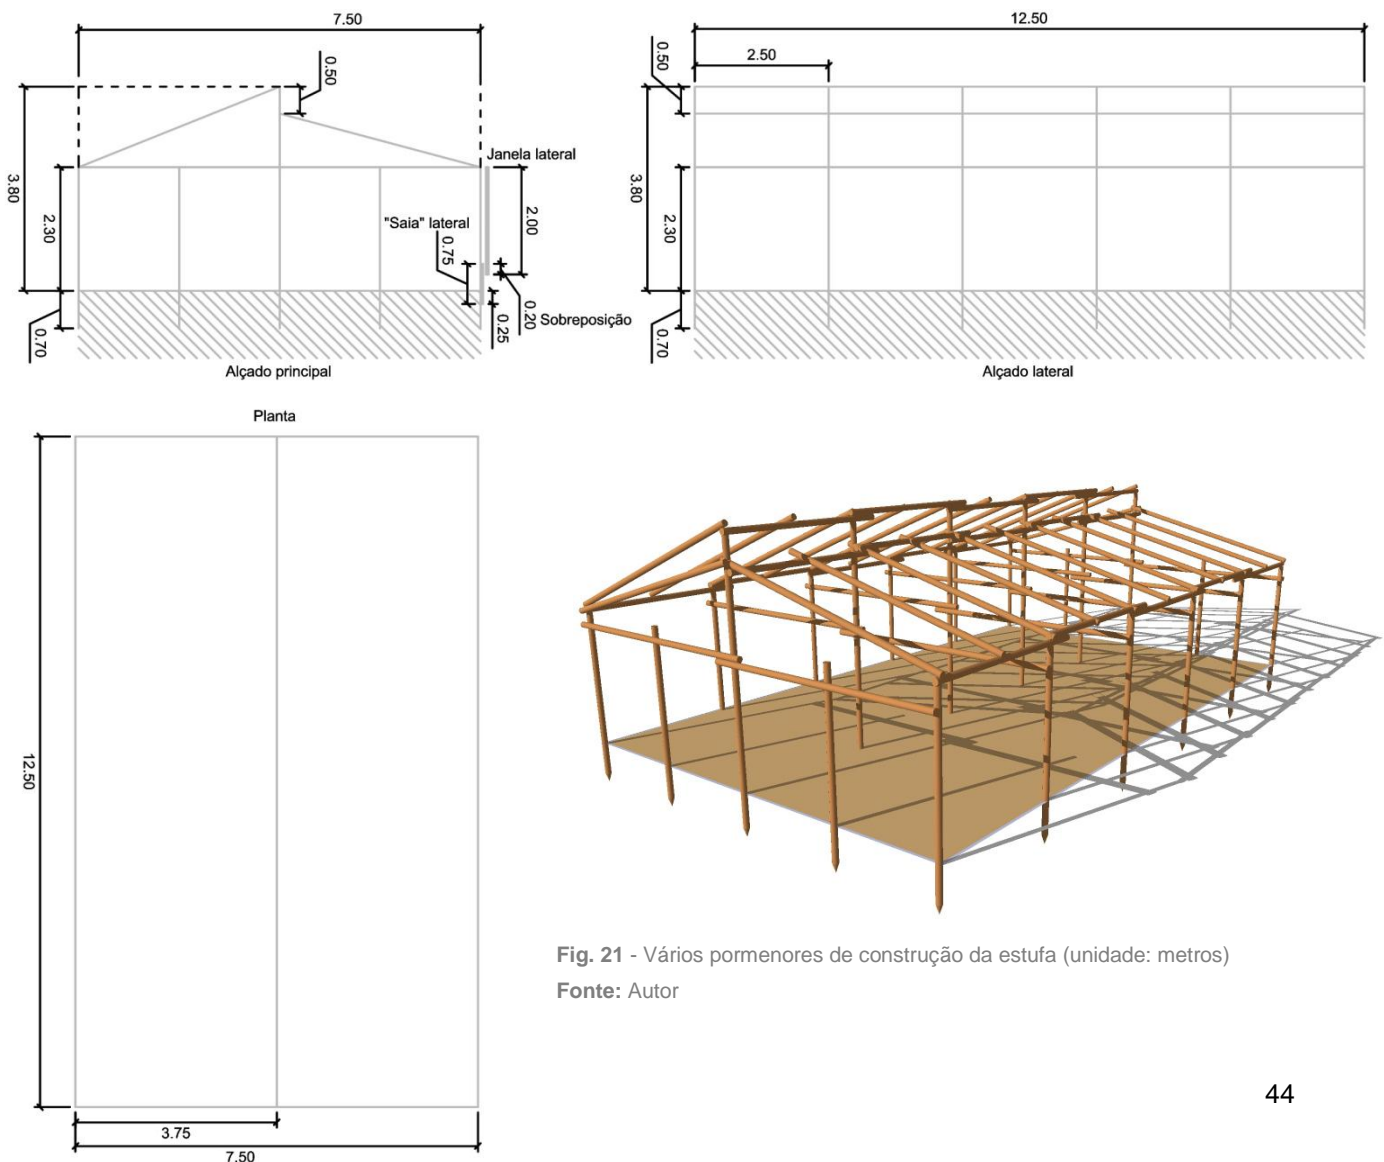 7.50
0.50
3.80
2.30
0.70
Janela lateral
2.00
"Saia" lateral
0.75
0.20
Sobreposição
0.25
Alçado principal
12.50
2.50
0.50
3.80
2.30
0.70
Alçado lateral
Planta
12.50
3.75
7.50
Fig. 21 - Vários pormenores de construção da estufa (unidade: metros)
Fonte: Autor
44